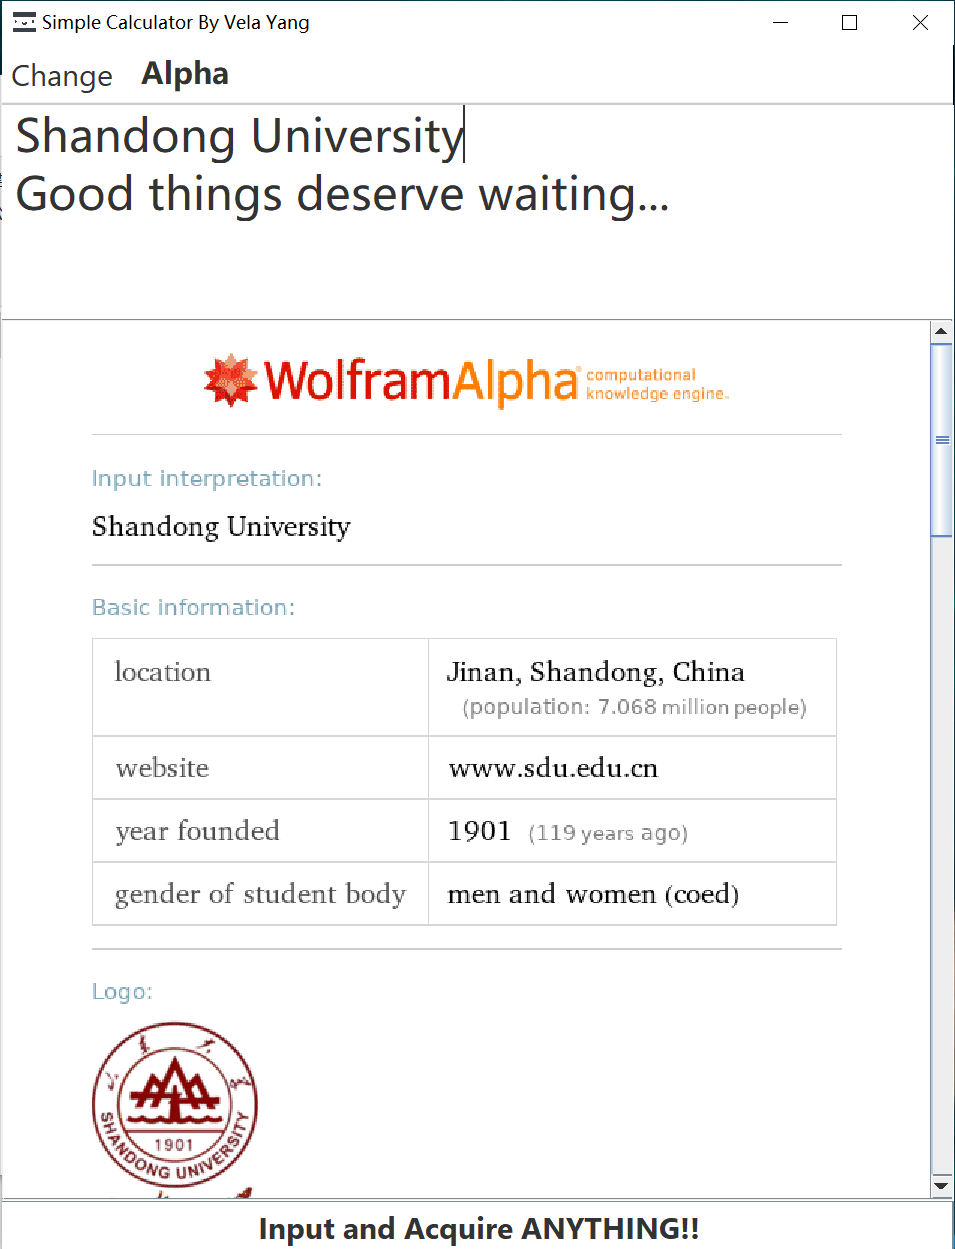 Simple Calculator By Vela Yang
Change Alpha
Shandong University
Good things deserve waiting...
WolframAlpha computational knowledge engine.
Input interpretation:
Shandong University
Basic information:
location Jinan, Shandong, China
(population: 7.068 million people)
website www.sdu.edu.cn
year founded 1901 (119 years ago)
gender of student body men and women (coed)
Logo:
1901
SHANDONG UNIVERSITY
Input and Acquire ANYTHING!!